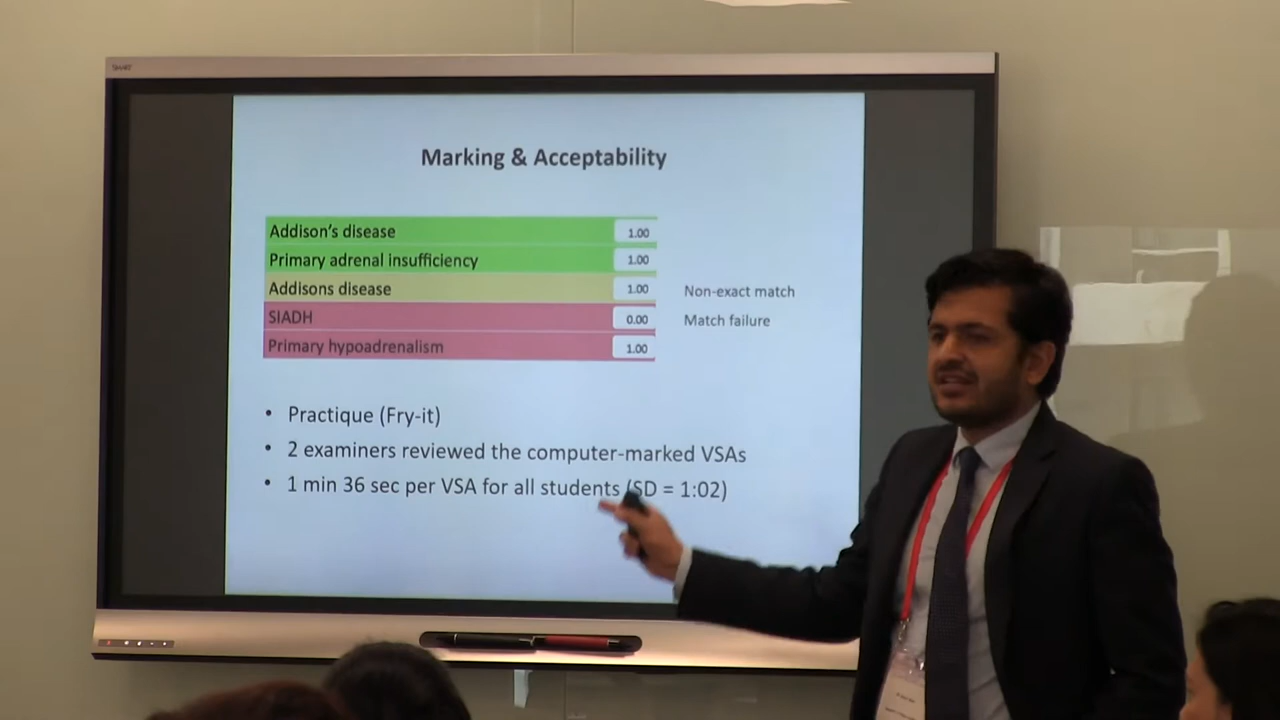 SMART
Marking & Acceptability
Addison's disease 1.00
Primary adrenal insufficiency 1.00
Addisons disease 1.00 Non-exact match
SIADH 0.00 Match failure
Primary hypoadrenalism 1.00
• Practique (Fry-it)
• 2 examiners reviewed the computer-marked VSAs
• 1 min 36 sec per VSA for all students (SD = 1:02)